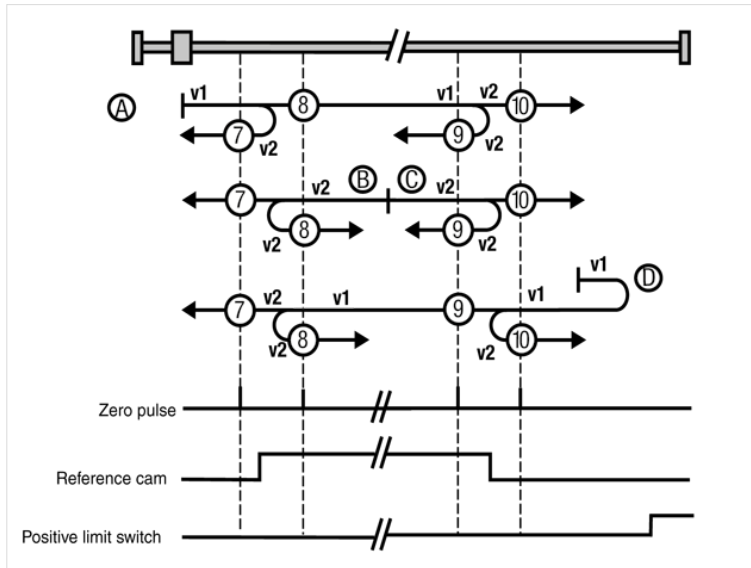 v1 8 v1 v2 10
A
7 v2 9 v2
7 v2 B C v2 10
v2 8 9 v2
v1 D
7 v2 v1 9 v1
v2 8 v2 10
Zero pulse
Reference cam
Positive limit switch